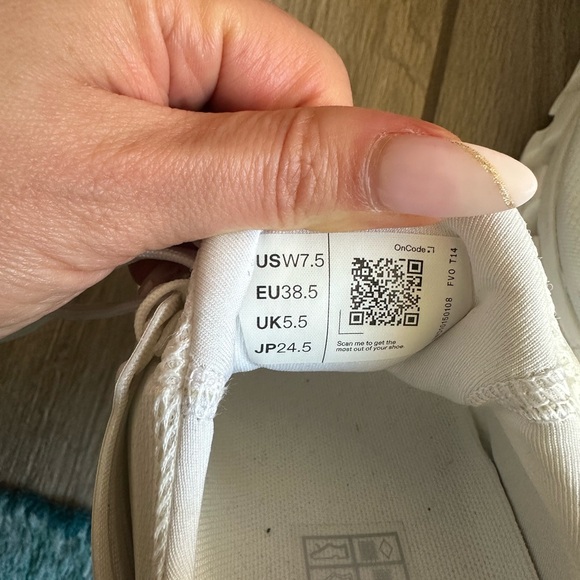 USW7.5
EU38.5
UK5.5
JP24.5
OnCode
Scan me to get the
most out of your shoe
FVO T14